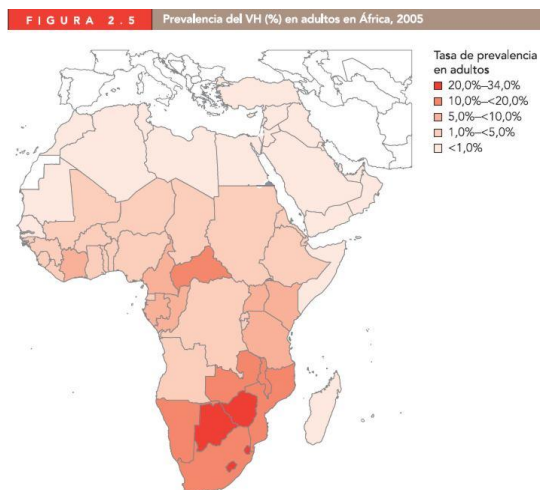 FIGURA 2.5
Prevalencia del VH (%) en adultos en África, 2005
Tasa de prevalencia
en adultos
20,0%–34,0%
10,0%–<20,0%
5,0%–<10,0%
1,0%–<5,0%
<1,0%